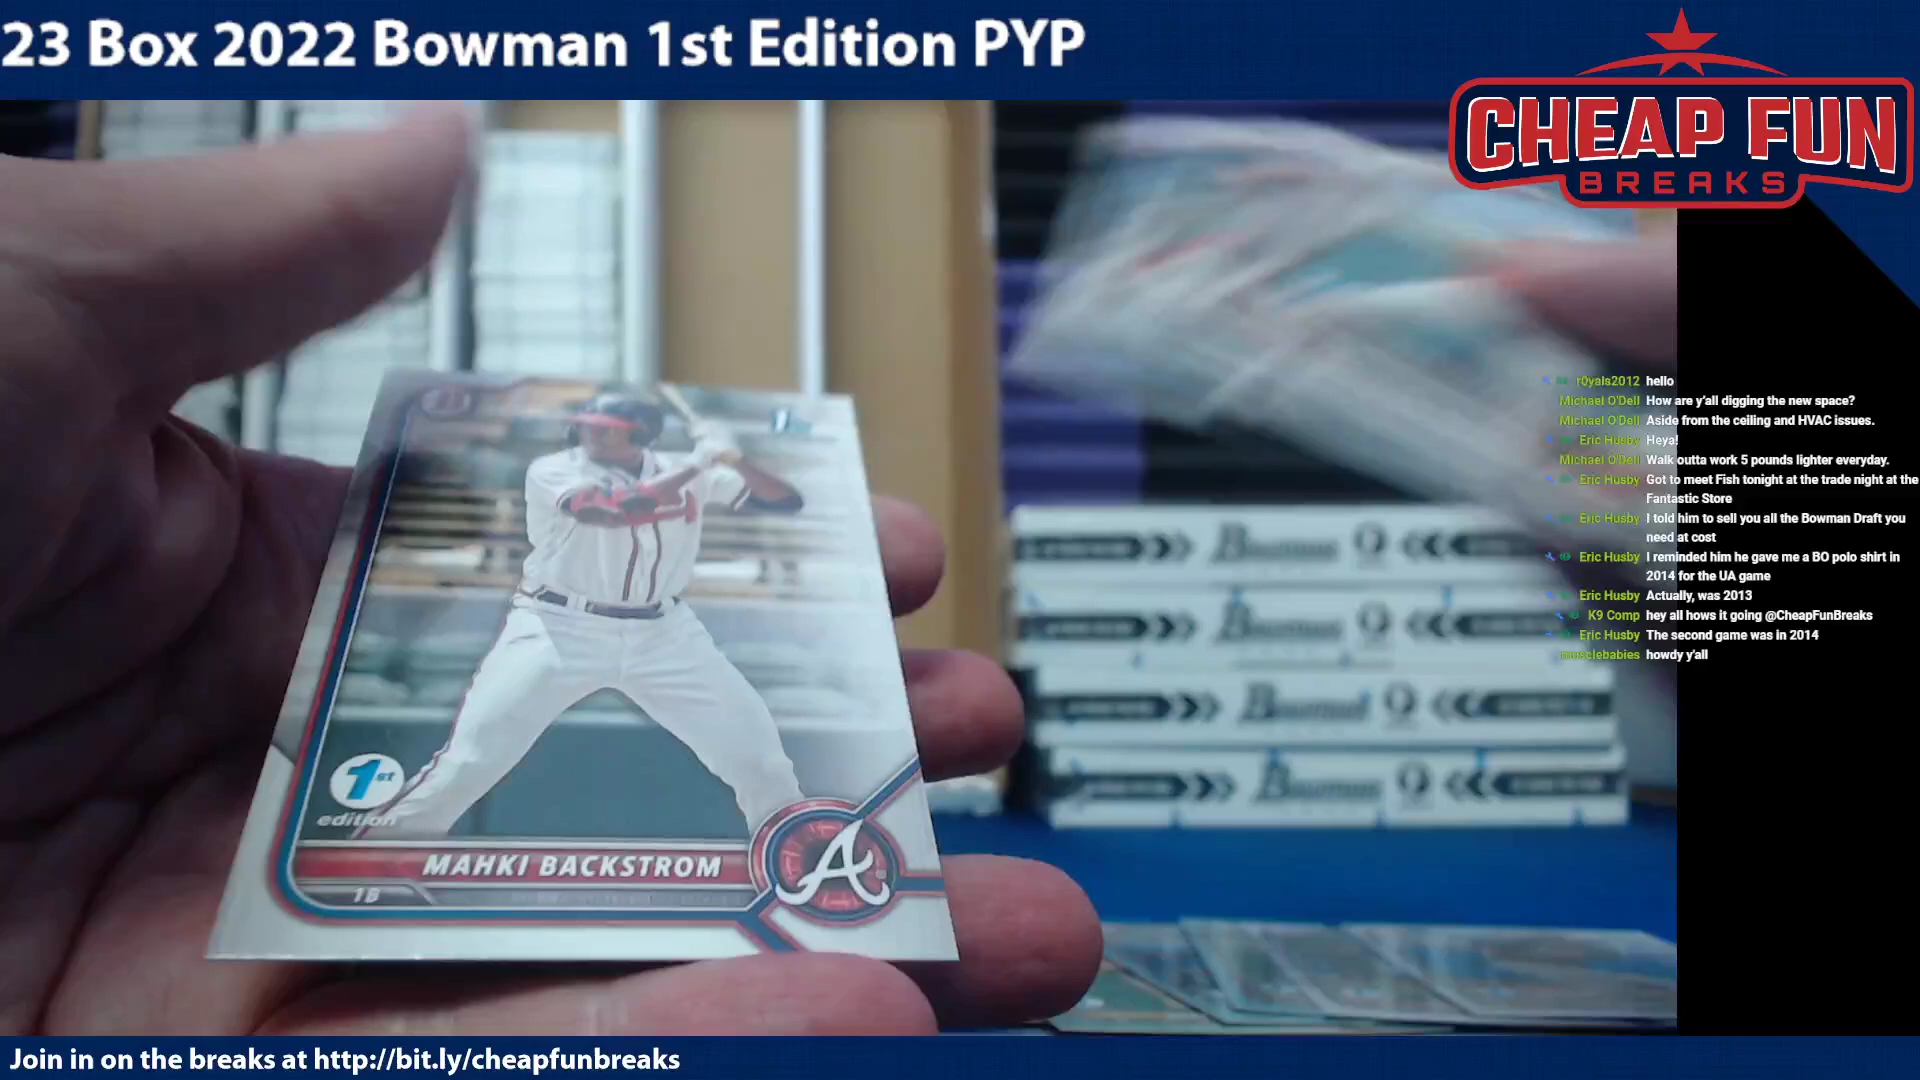 23 Box 2022 Bowman 1st Edition PYP
CHEAP FUN
BREAKS
r0yals2012 hello
Michael O'Dell How are y'all digging the new space?
Michael O'Dell Aside from the ceiling and HVAC issues.
Eric Husby Heya!
Michael O'Dell Walk outta work 5 pounds lighter everyday.
Eric Husby Got to meet Fish tonight at the trade night at the
Fantastic Store
Eric Husby I told him to sell you all the Bowman Draft you
need at cost
Eric Husby I reminded him he gave me a BO polo shirt in
2014 for the UA game
Eric Husby Actually, was 2013
K9 Comp hey all hows it going @CheapFunBreaks
Eric Husby The second game was in 2014
musclebabies howdy y'all
Bowman
Bowman
Bowman
Bowman
1st
1st
edition
MAHKI BACKSTROM
1B
A
Join in on the breaks at http://bit.ly/cheapfunbreaks